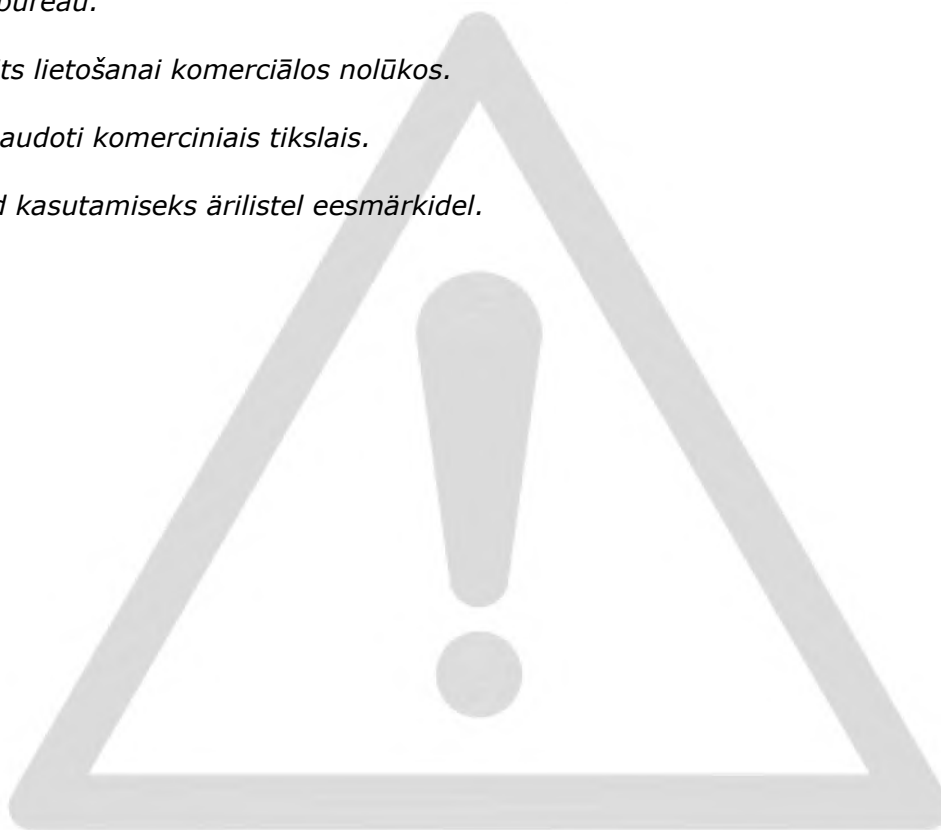 bureau.
ts lietošanai komerciālos nolūkos.
audoti komerciniais tikslais.
d kasutamiseks ärilistel eesmärkidel.